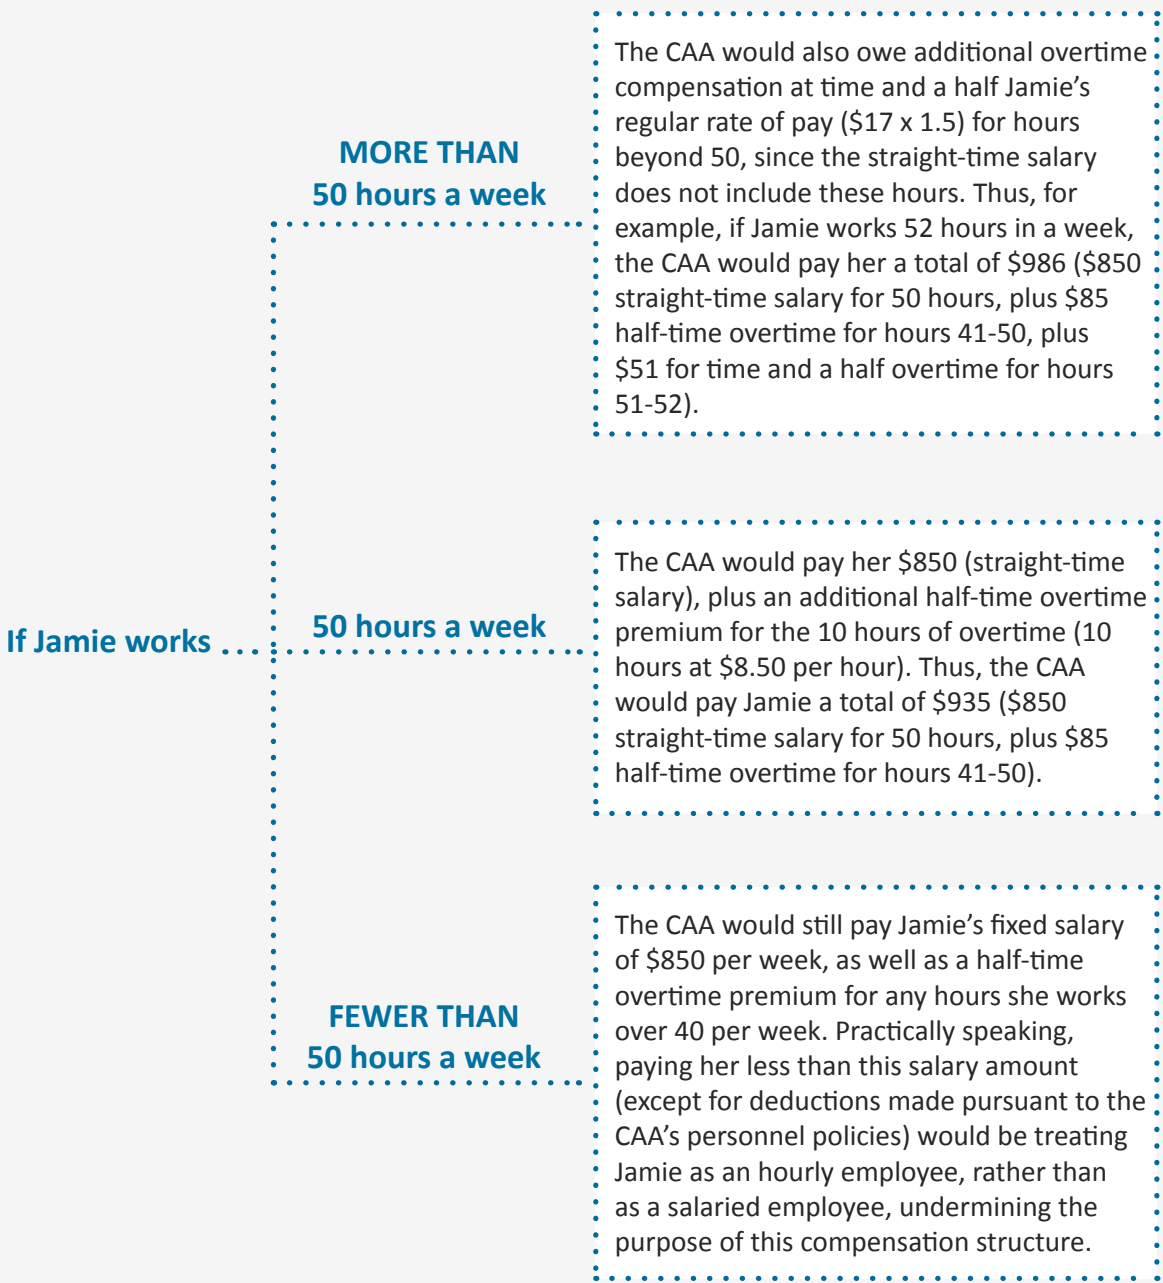 The CAA would also owe additional overtime
compensation at time and a half Jamie’s
regular rate of pay ($17 x 1.5) for hours
beyond 50, since the straight-time salary
does not include these hours. Thus, for
example, if Jamie works 52 hours in a week,
the CAA would pay her a total of $986 ($850
straight-time salary for 50 hours, plus $85
half-time overtime for hours 41-50, plus
$51 for time and a half overtime for hours
51-52).
MORE THAN
50 hours a week
If Jamie works
50 hours a week
The CAA would pay her $850 (straight-time
salary), plus an additional half-time overtime
premium for the 10 hours of overtime (10
hours at $8.50 per hour). Thus, the CAA
would pay Jamie a total of $935 ($850
straight-time salary for 50 hours, plus $85
half-time overtime for hours 41-50).
FEWER THAN
50 hours a week
The CAA would still pay Jamie’s fixed salary
of $850 per week, as well as a half-time
overtime premium for any hours she works
over 40 per week. Practically speaking,
paying her less than this salary amount
(except for deductions made pursuant to the
CAA’s personnel policies) would be treating
Jamie as an hourly employee, rather than
as a salaried employee, undermining the
purpose of this compensation structure.